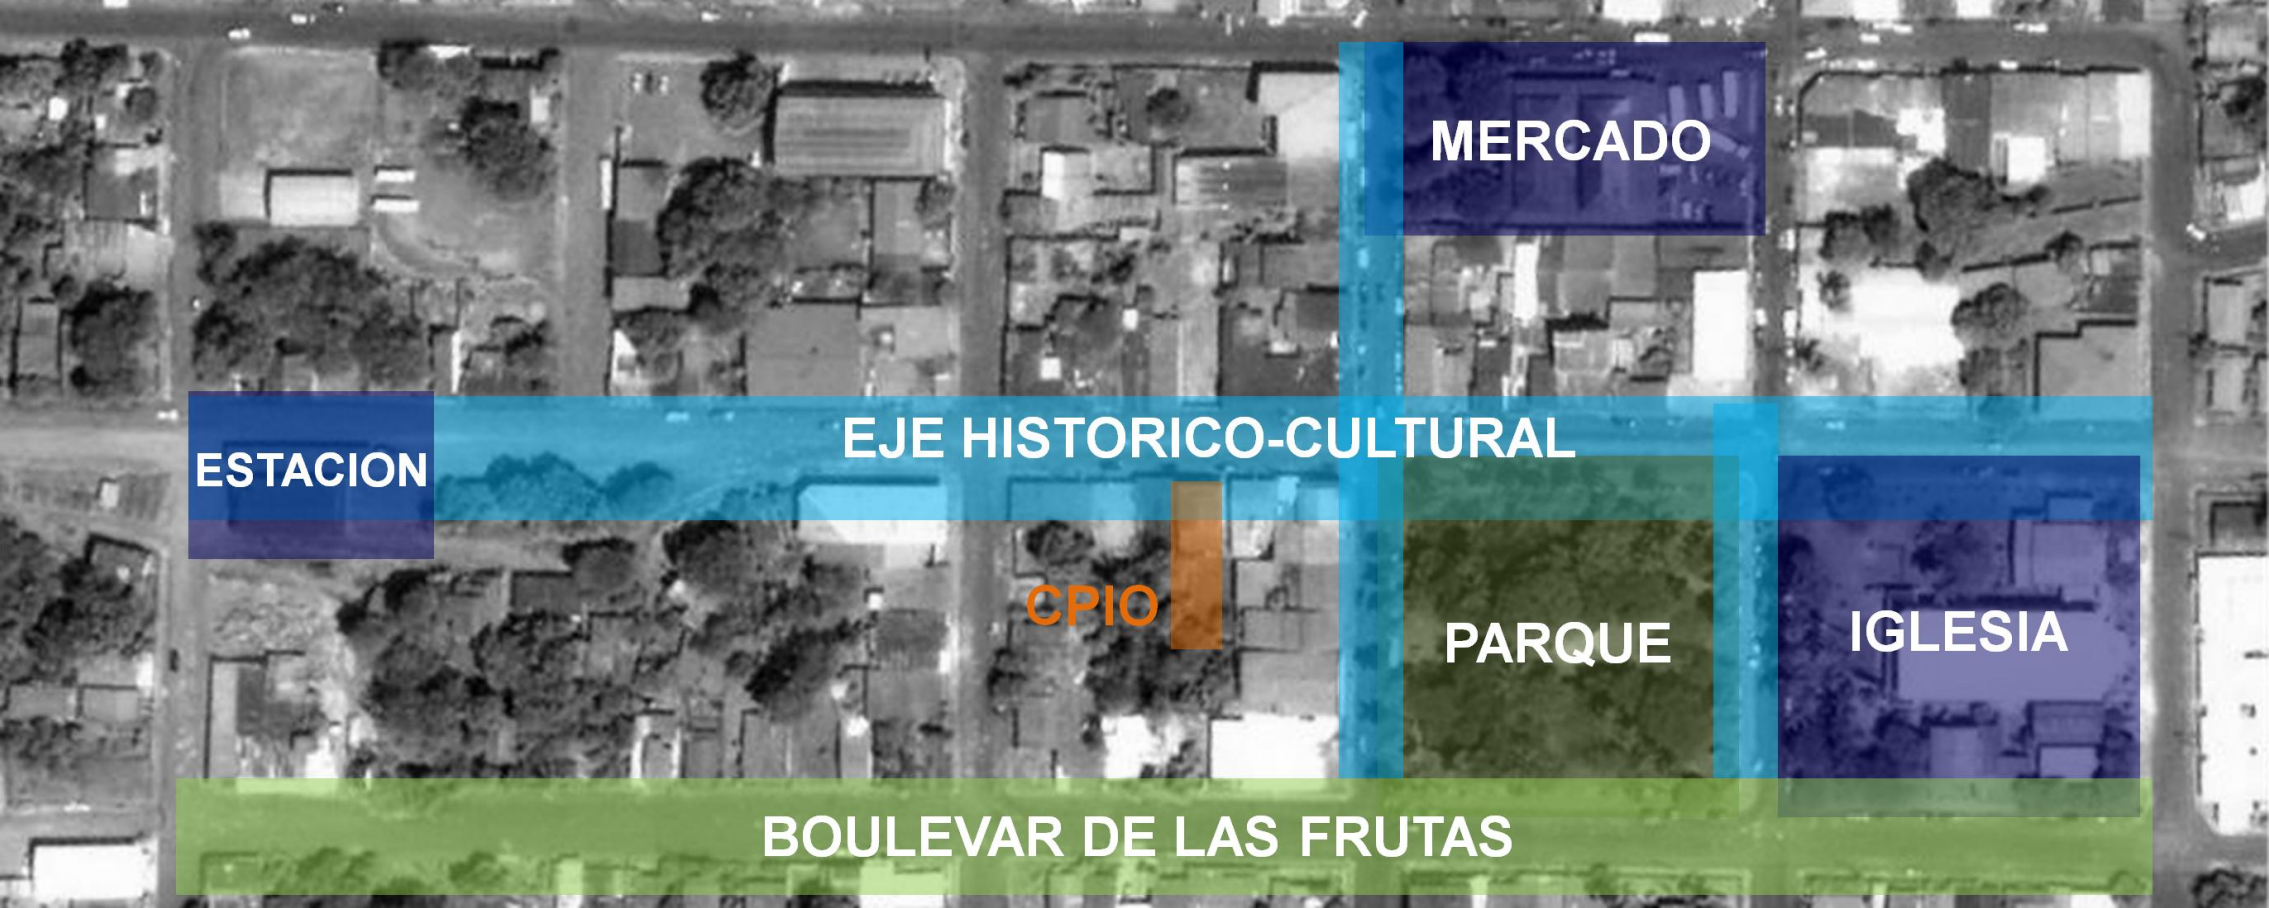 MERCADO
EJE HISTORICO-CULTURAL
ESTACION
CPIO
PARQUE
IGLESIA
BOULEVAR DE LAS FRUTAS